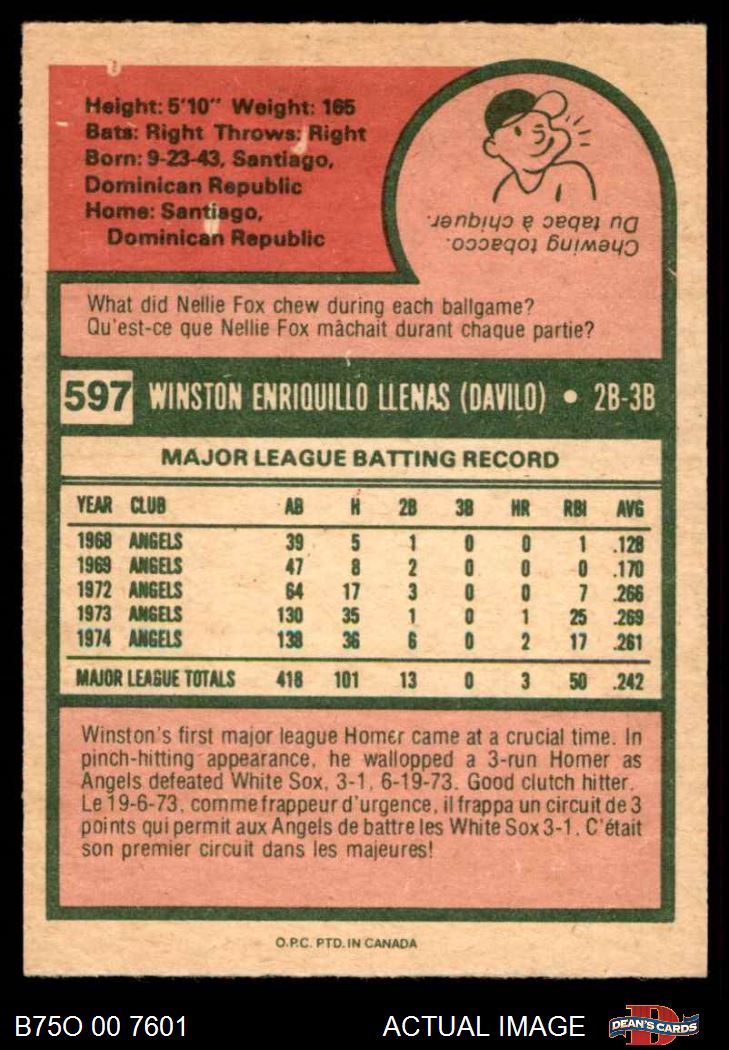 Height: 5'10" Weight: 165
Bats: Right Throws: Right
Born: 9-23-43, Santiago,
Dominican Republic
Home: Santiago,
Dominican Republic
Chewing tobacco.
Du tabac à chiquer.
What did Nellie Fox chew during each ballgame?
Qu'est-ce que Nellie Fox mâchait durant chaque partie?
597 WINSTON ENRIQUILLO LLENAS (DAVILO) • 2B-3B
MAJOR LEAGUE BATTING RECORD
YEAR CLUB AB H 2B 3B HR RBI AVG
1968 ANGELS 39 5 1 0 0 1 .128
1969 ANGELS 47 8 2 0 0 0 .170
1972 ANGELS 64 17 3 0 0 7 .266
1973 ANGELS 130 35 1 0 1 25 .269
1974 ANGELS 138 36 6 0 2 17 .261
MAJOR LEAGUE TOTALS 418 101 13 0 3 50 .242
Winston's first major league Homer came at a crucial time. In
pinch-hitting appearance, he walloped a 3-run Homer as
Angels defeated White Sox, 3-1, 6-19-73. Good clutch hitter.
Le 19-6-73, comme frappeur d'urgence, il frappa un circuit de 3
points qui permit aux Angels de battre les White Sox 3-1. C'était
son premier circuit dans les majeures!
O.P.C. PTD. IN CANADA
B75O 00 7601 ACTUAL IMAGE DEAN'S CARDS